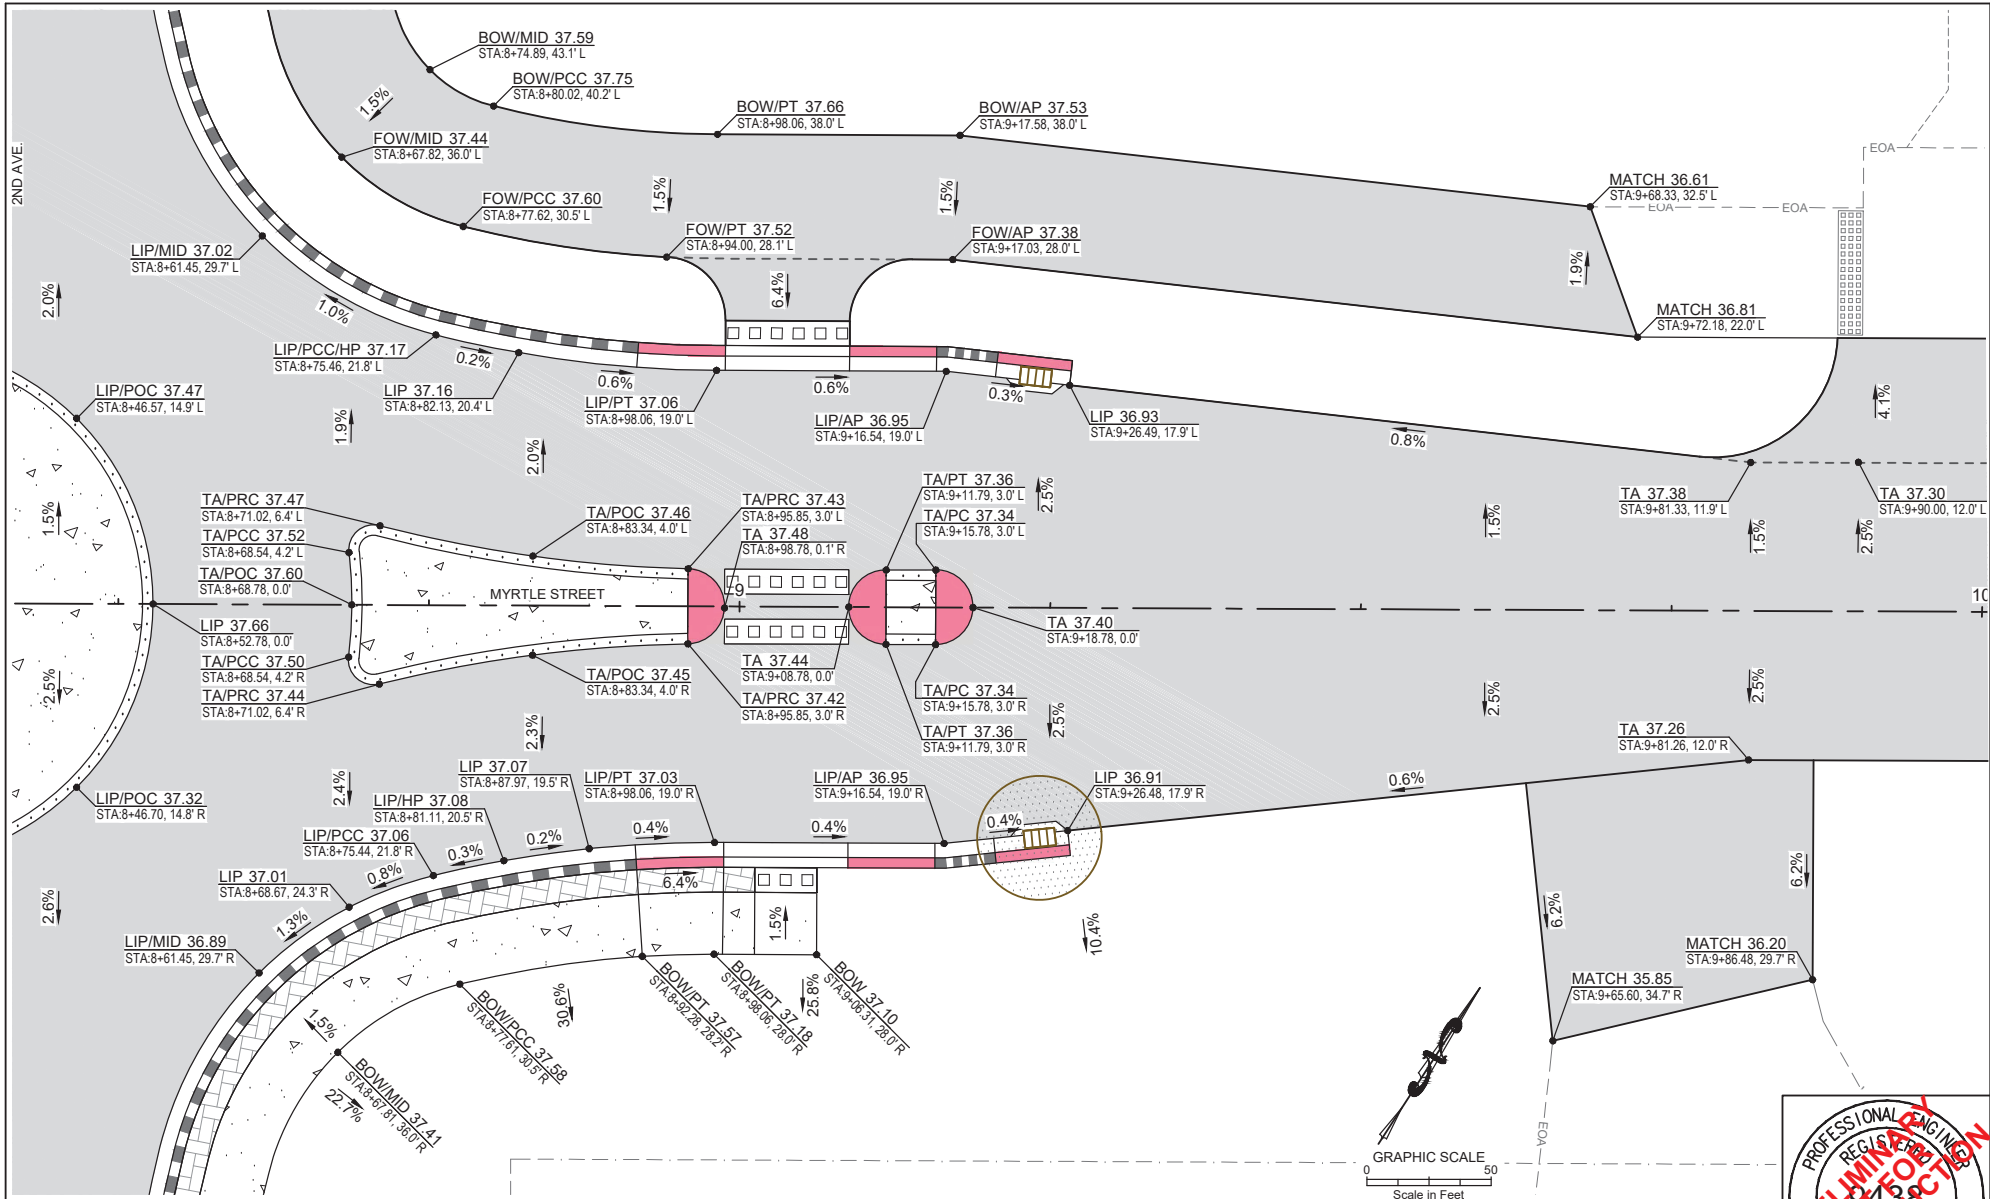 BOW/MID 37.59
STA:8+74.89, 43.1' L
BOW/PCC 37.75
STA:8+80.02, 40.2' L
1.5%
BOW/PT 37.66
STA:8+98.06, 38.0' L
BOW/AP 37.53
STA:9+17.58, 38.0' L
FOW/MID 37.44
STA:8+67.82, 36.0' L
2ND AVE.
EOA
1.5%
1.5%
MATCH 36.61
STA:9+68.33, 32.5' L
EOA
EOA
FOW/PCC 37.60
STA:8+77.62, 30.5' L
FOW/PT 37.52
STA:8+94.00, 28.1' L
FOW/AP 37.38
STA:9+17.03, 28.0' L
LIP/MID 37.02
STA:8+61.45, 29.7' L
1.9%
6.4%
2.0%
1.0%
MATCH 36.81
STA:9+72.18, 22.0' L
LIP/PCC/HP 37.17
STA:8+75.46, 21.8' L
0.2%
0.6%
0.6%
0.3%
LIP/POC 37.47
STA:8+46.57, 14.9' L
LIP 37.16
STA:8+82.13, 20.4' L
LIP/PT 37.06
STA:8+98.06, 19.0' L
LIP/AP 36.95
STA:9+16.54, 19.0' L
LIP 36.93
STA:9+26.49, 17.9' L
4.1%
1.9%
0.8%
2.0%
TA/PT 37.36
STA:9+11.79, 3.0' L
2.5%
TA/PRC 37.47
STA:8+71.02, 6.4' L
TA/POC 37.46
STA:8+83.34, 4.0' L
TA/PRC 37.43
STA:8+95.85, 3.0' L
TA/PC 37.34
STA:9+15.78, 3.0' L
TA 37.38
STA:9+81.33, 11.9' L
TA 37.30
STA:9+90.00, 12.0' L
1.5%
1.5%
1.5%
2.5%
TA/PCC 37.52
STA:8+68.54, 4.2' L
TA 37.48
STA:8+98.78, 0.1' R
TA/POC 37.60
STA:8+68.78, 0.0'
MYRTLE STREET
9
10
LIP 37.66
STA:8+52.78, 0.0'
TA 37.40
STA:9+18.78, 0.0'
TA/PCC 37.50
STA:8+68.54, 4.2' R
TA/POC 37.45
STA:8+83.34, 4.0' R
TA 37.44
STA:9+08.78, 0.0'
2.5%
TA/PRC 37.44
STA:8+71.02, 6.4' R
TA/PRC 37.42
STA:8+95.85, 3.0' R
TA/PC 37.34
STA:9+15.78, 3.0' R
2.5%
2.5%
2.3%
TA/PT 37.36
STA:9+11.79, 3.0' R
2.5%
TA 37.26
STA:9+81.26, 12.0' R
LIP 37.07
STA:8+87.97, 19.5' R
LIP/PT 37.03
STA:8+98.06, 19.0' R
LIP/AP 36.95
STA:9+16.54, 19.0' R
LIP 36.91
STA:9+26.48, 17.9' R
0.6%
2.4%
LIP/POC 37.32
STA:8+46.70, 14.8' R
LIP/HP 37.08
STA:8+81.11, 20.5' R
0.2%
0.4%
0.4%
0.4%
LIP/PCC 37.06
STA:8+75.44, 21.8' R
0.3%
0.8%
6.4%
6.2%
LIP 37.01
STA:8+68.67, 24.3' R
2.6%
1.3%
1.5%
10.4%
6.2%
LIP/MID 36.89
STA:8+61.45, 29.7' R
MATCH 36.20
STA:9+86.48, 29.7' R
BOW/PT 37.57
STA:8+92.28, 28.2' R
BOW/PT 37.18
STA:8+98.06, 28.0' R
25.8%
BOW 37.10
STA:9+06.31, 28.0' R
MATCH 35.85
STA:9+65.60, 34.7' R
30.6%
BOW/PCC 37.58
STA:8+77.61, 30.5' R
1.5%
BOW/MID 37.41
STA:8+67.81, 36.0' R
22.7%
EOA
GRAPHIC SCALE
0
50
Scale in Feet
PROFESSIONAL ENGINEER